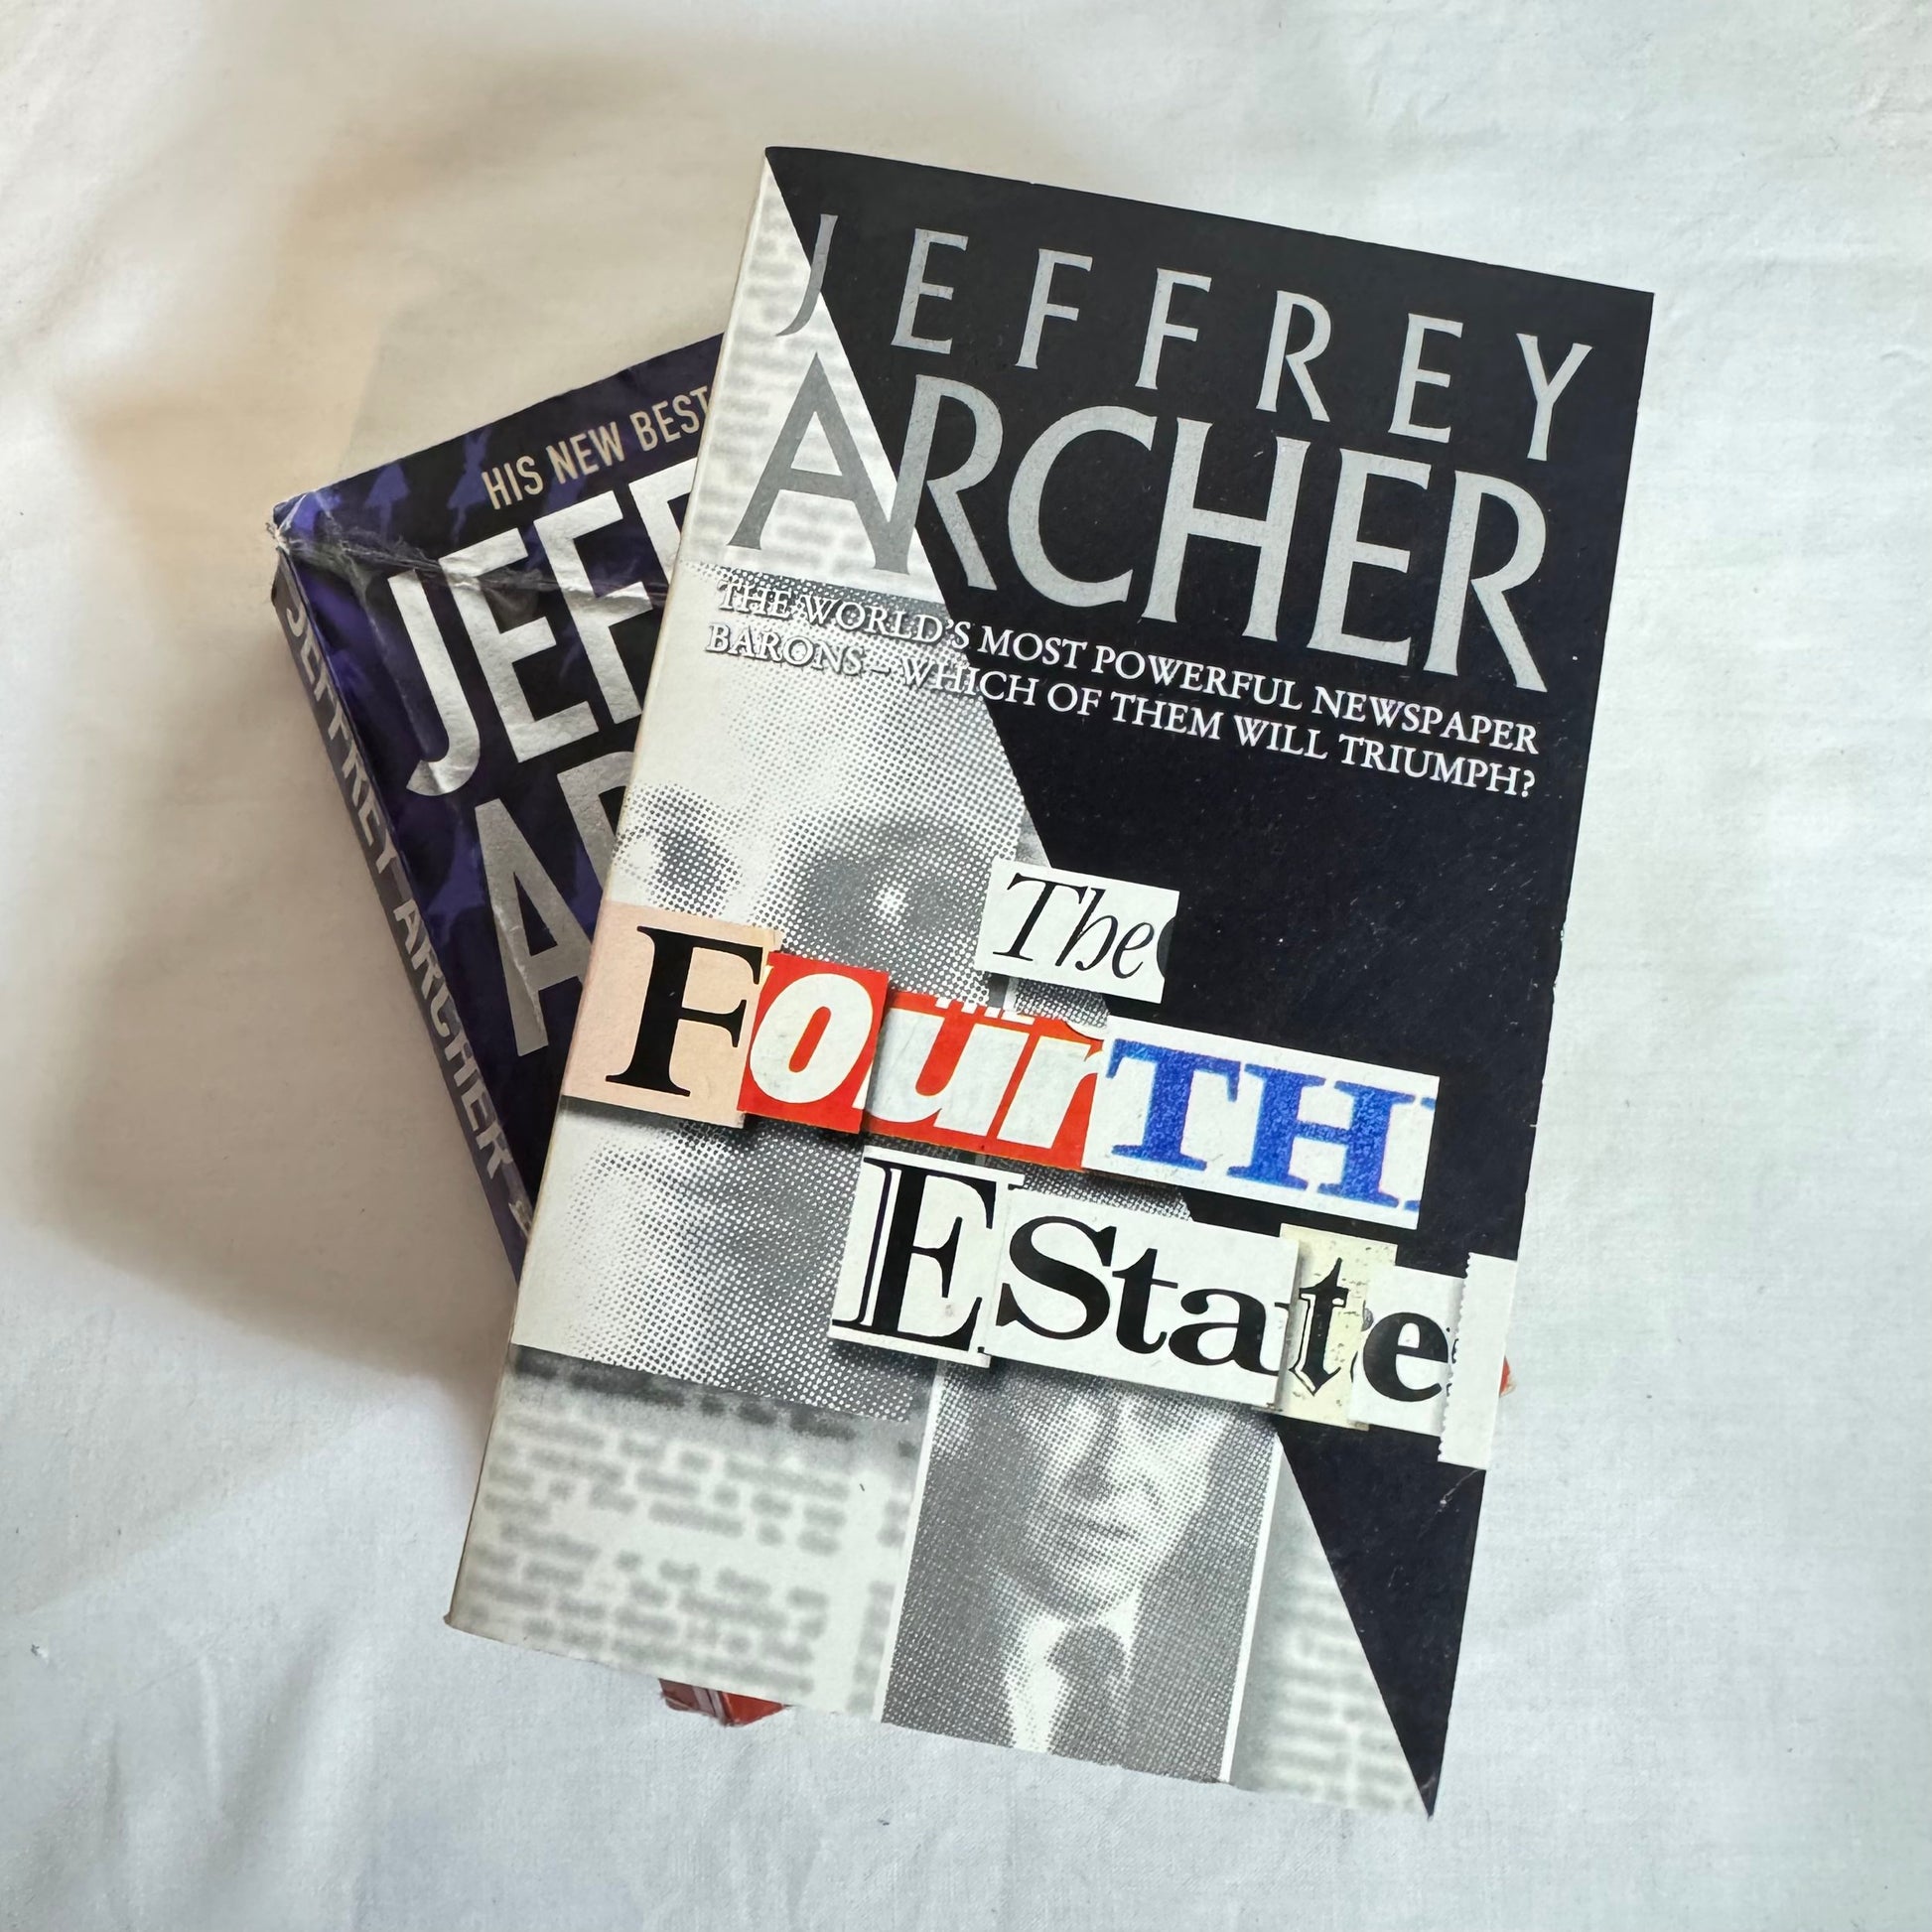 JEFFREY
ARCHER
THE WORLD'S MOST POWERFUL NEWSPAPER
BARONS – WHICH OF THEM WILL TRIUMPH?
The
FourTH
EState
HIS NEW BEST
JEFF
AR
JEFFREY ARCHER